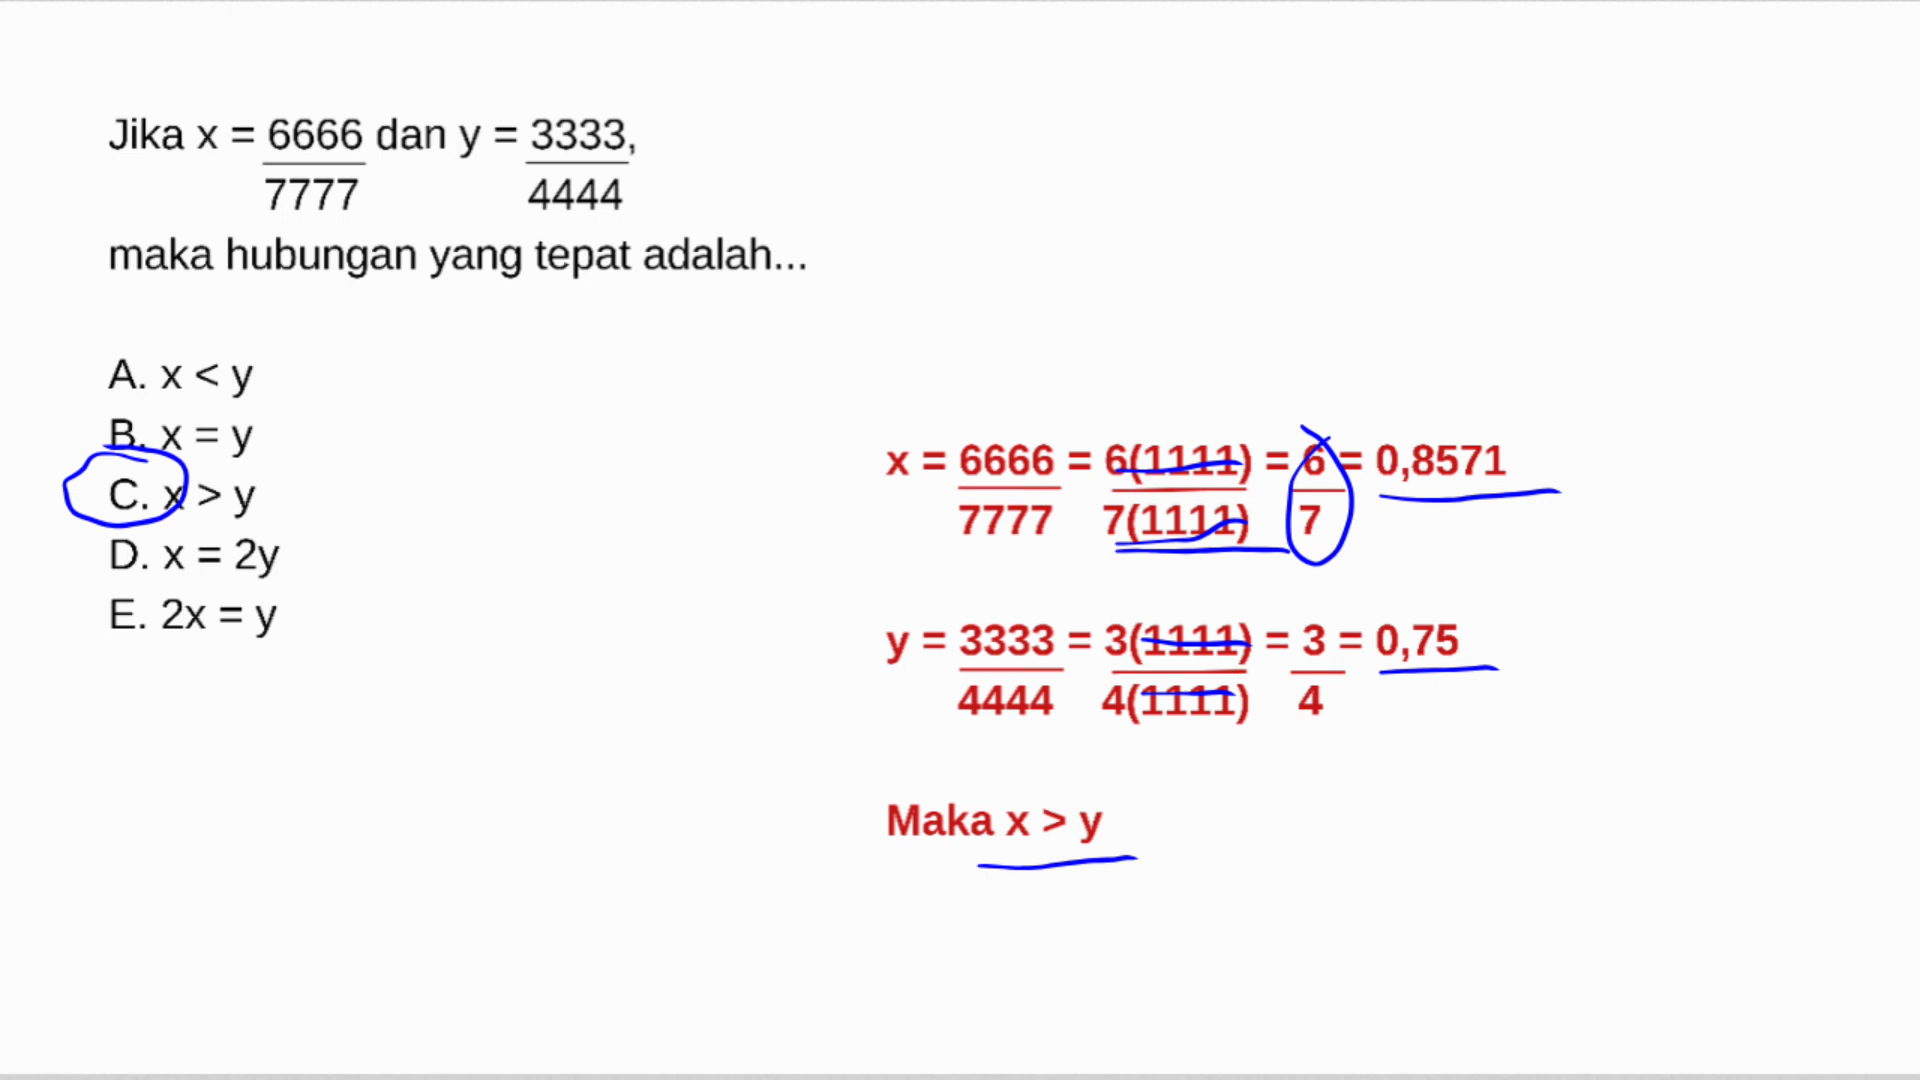 Jika x = 6666 dan y = 3333,
7777 4444
maka hubungan yang tepat adalah...
A. x < y
B. x = y
C. x > y
D. x = 2y
E. 2x = y
x = 6666 = 6(1111) = 6 = 0,8571
7777 7(1111) 7
y = 3333 = 3(1111) = 3 = 0,75
4444 4(1111) 4
Maka x > y